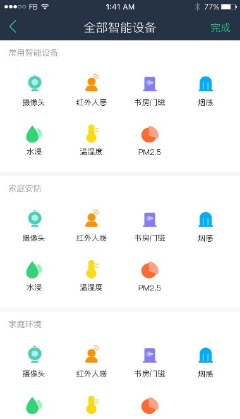 FB 1:41 AM 77%
全部智能设备 完成
常用智能设备
摄像头 红外人感 书房门磁 烟感
水浸 温湿度 PM2.5
家庭安防
摄像头 红外人感 书房门磁 烟感
水浸 温湿度 PM2.5
家庭环境
摄像头 红外人感 书房门磁 烟感